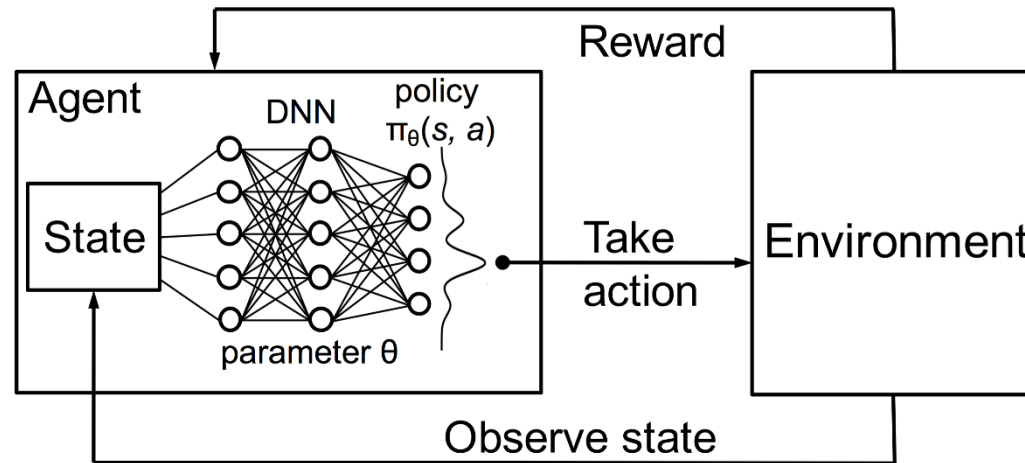 Reward
Agent
policy
DNN
πθ(s, a)
State
Take
action
Environment
parameter θ
Observe state